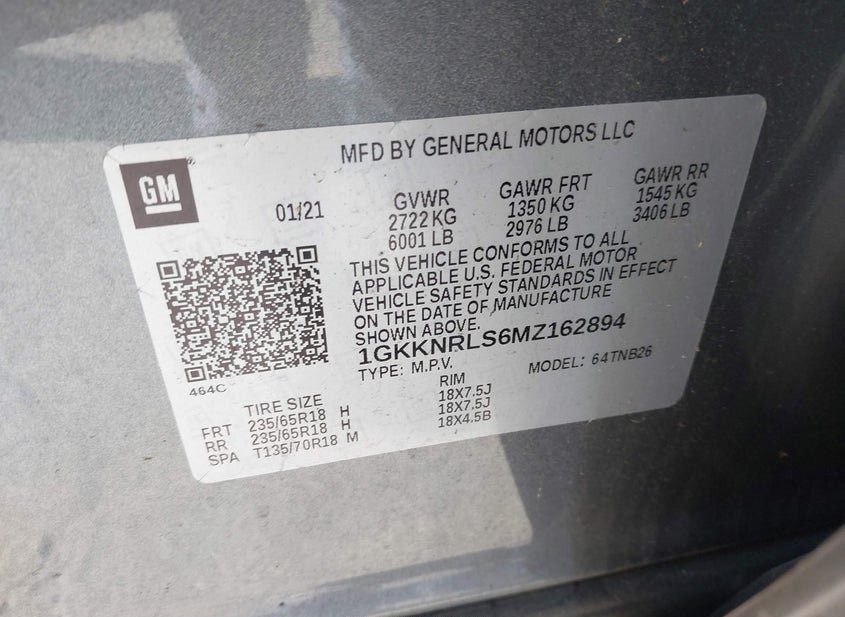 MFD BY GENERAL MOTORS LLC
GM
®
01/21
GVWR GAWR FRT GAWR RR
2722 KG 1350 KG 1545 KG
6001 LB 2976 LB 3406 LB
THIS VEHICLE CONFORMS TO ALL
APPLICABLE U.S. FEDERAL MOTOR
VEHICLE SAFETY STANDARDS IN EFFECT
ON THE DATE OF MANUFACTURE
SHOWN ABOVE.
1GKKNRLS6MZ162894
TYPE: M.P.V. MODEL: 64TNB26
464C
TIRE SIZE RIM
FRT 235/65R18 H 18X7.5J
RR 235/65R18 H 18X7.5J
SPA T135/70R18 M 18X4.5B